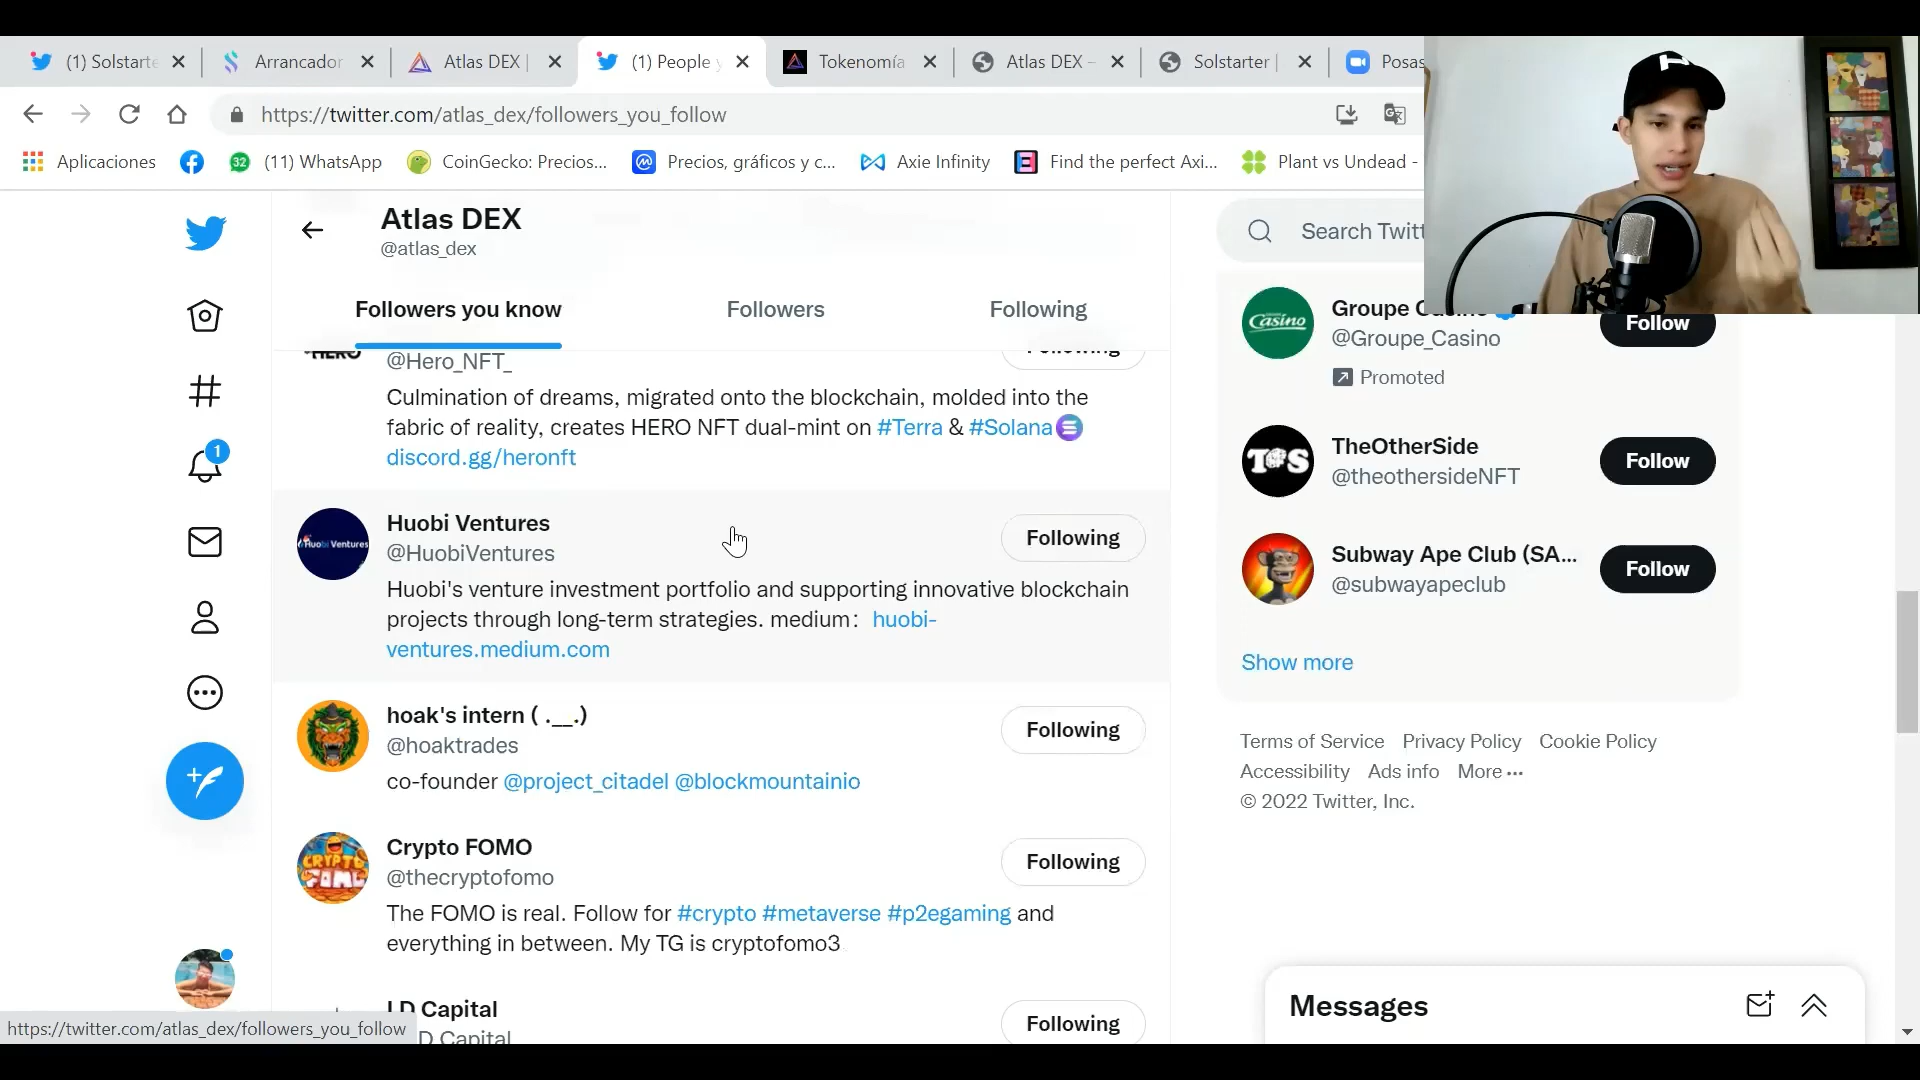 (1) Solstarte
Arrancador
Atlas DEX |
(1) People y
Tokenomía
Atlas DEX –
Solstarter |
Posas
https://twitter.com/atlas_dex/followers_you_follow
Aplicaciones
32
(11) WhatsApp
CoinGecko: Precios...
Precios, gráficos y c...
Axie Infinity
Find the perfect Axi...
Plant vs Undead -
Atlas DEX
@atlas_dex
Search Twitt
Followers you know
Followers
Following
HERO
@Hero_NFT_
Following
Culmination of dreams, migrated onto the blockchain, molded into the
fabric of reality, creates HERO NFT dual-mint on #Terra & #Solana
discord.gg/heronft
Huobi Ventures
Huobi Ventures
@HuobiVentures
Following
Huobi's venture investment portfolio and supporting innovative blockchain
projects through long-term strategies. medium： huobi-
ventures.medium.com
hoak's intern ( .__.)
@hoaktrades
Following
co-founder @project_citadel @blockmountainio
CRYPTO
FOMO
Crypto FOMO
@thecryptofomo
Following
The FOMO is real. Follow for #crypto #metaverse #p2egaming and
everything in between. My TG is cryptofomo3
LD Capital
D Capital
Following
Casino
Groupe C
@Groupe_Casino
Follow
Promoted
TOS
TheOtherSide
@theothersideNFT
Follow
Subway Ape Club (SA...
@subwayapeclub
Follow
Show more
Terms of Service Privacy Policy Cookie Policy
Accessibility Ads info More ···
© 2022 Twitter, Inc.
1
Messages
https://twitter.com/atlas_dex/followers_you_follow